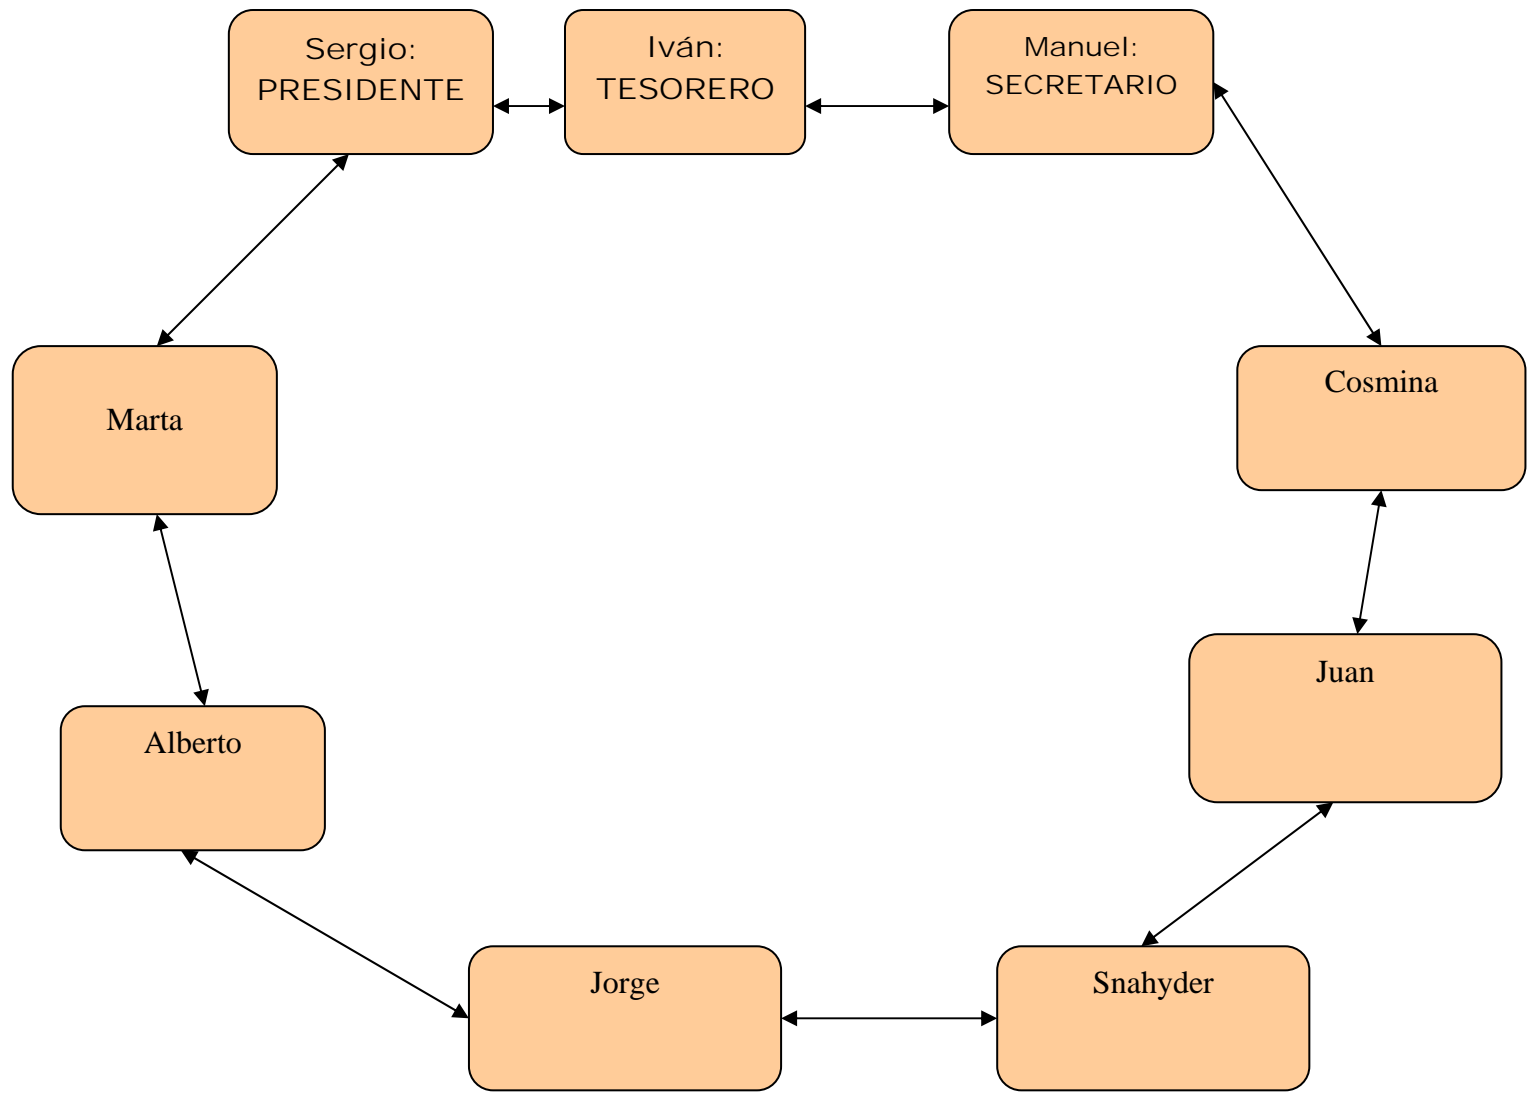 Sergio:
PRESIDENTE
Iván:
TESORERO
Manuel:
SECRETARIO
Marta
Cosmina
Juan
Alberto
Jorge
Snahyder